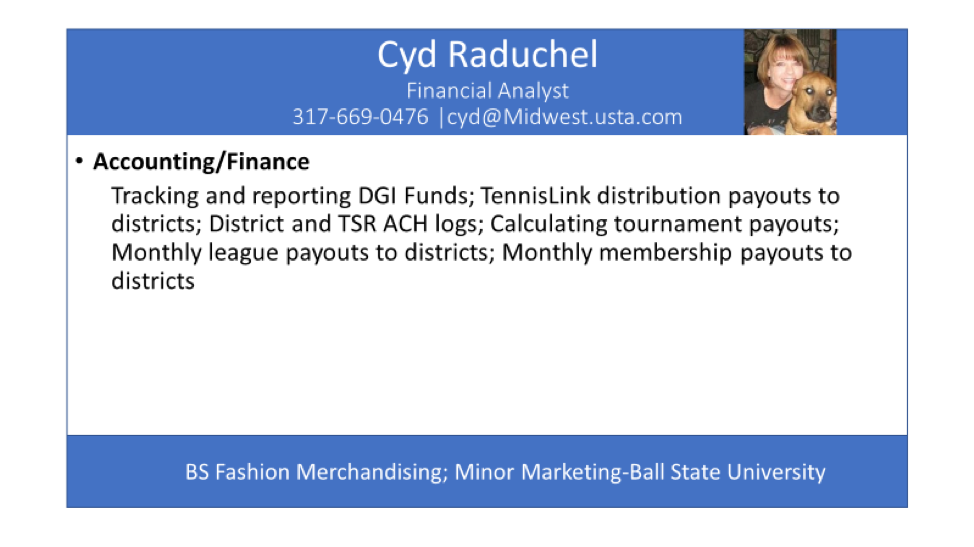 Cyd Raduchel
Financial Analyst
317-669-0476 |cyd@Midwest.usta.com
• Accounting/Finance
Tracking and reporting DGI Funds; TennisLink distribution payouts to
districts; District and TSR ACH logs; Calculating tournament payouts;
Monthly league payouts to districts; Monthly membership payouts to
districts
BS Fashion Merchandising; Minor Marketing-Ball State University